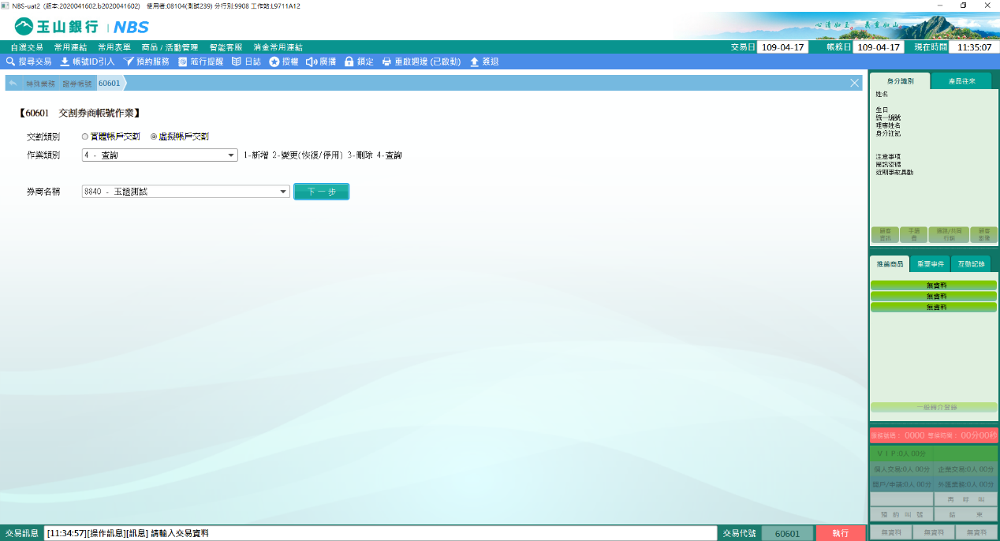 NBS-uat2 (版本:2020041602.b2020041602) 使用者:08104(測試239) 分行別:9908 工作站:L9711A12
玉山銀行 | NBS
心清如玉。義重如山。
自選交易 常用連結 常用表單 商品 / 活動管理 智能客服 消金常用連結
交易日 109-04-17 帳務日 109-04-17 現在時間 11:35:07
搜尋交易 帳號ID引入 預約服務 蒞行提醒 日誌 授權 廣播 鎖定 重啟週邊 (已啟動) 簽退
特殊業務 證券帳號 60601
【60601 交割券商帳號作業】
交割類別 實體帳戶交割 虛擬帳戶交割
作業類別 4 - 查詢 1-新增 2-變更(恢復/停用) 3-刪除 4-查詢
券商名稱 8840 - 玉證測試 下一步
身分識別 產品往來
姓名
生日
統一編號
理專姓名
身分註記
注意事項
簡訊密碼
近期事故異動
顧客資訊 手續費 通路/共同行銷 顧客影像
推薦商品 重要事件 互動記錄
無資料
無資料
無資料
一般轉介登錄
服務號碼： 0000 等候時間： 00分00秒
V I P:0人 00分
個人交易:0人 00分 企業交易:0人 00分
開戶/申請:0人 00分 外匯業務:0人 00分
再 呼 叫
預 約 叫 號 結 束
無資料 無資料 無資料
交易訊息 [11:34:57][操作訊息][訊息] 請輸入交易資料 交易代號 60601 執行